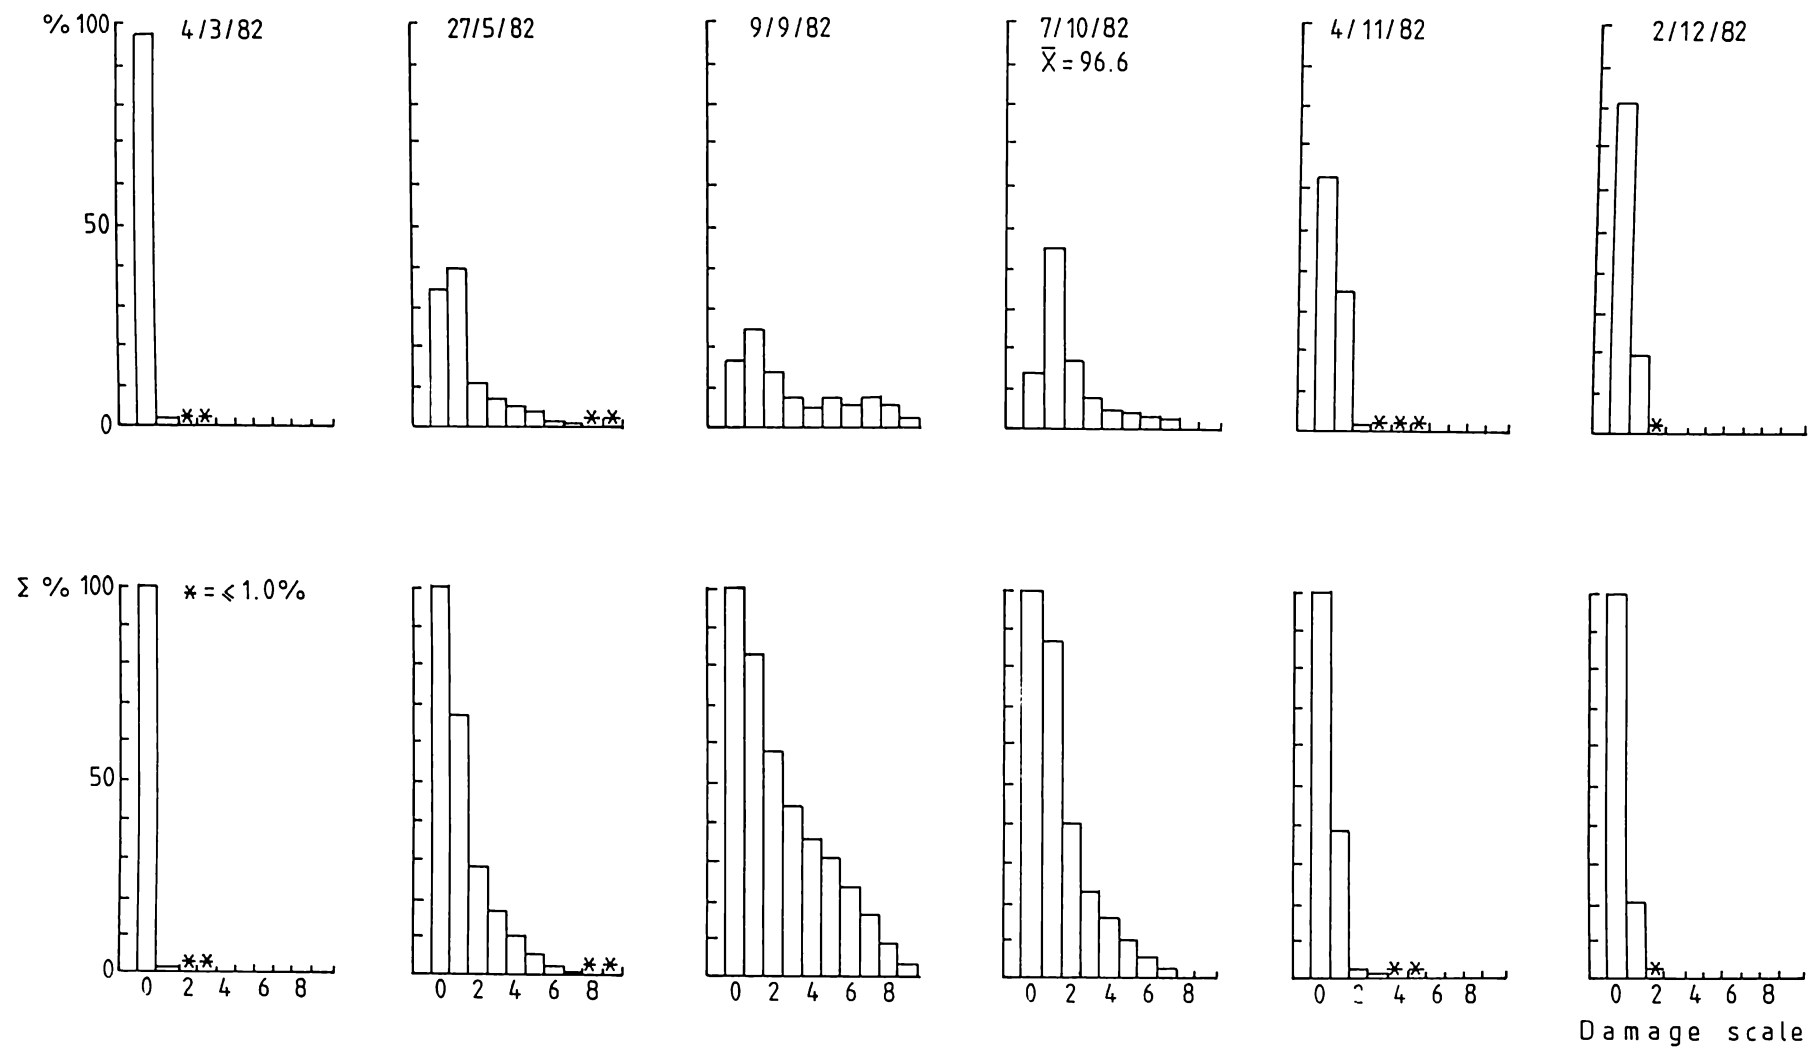 % 100 4/3/82 27/5/82 9/9/82 7/10/82 4/11/82 2/12/82
X̄ = 96.6
50
* * * * * * * *
0
Σ % 100 * = ⩽ 1.0%
50
* * * * * * *
0
0 2 4 6 8 0 2 4 6 8 0 2 4 6 8 0 2 4 6 8 0 2 4 6 8 0 2 4 6 8
Damage scale